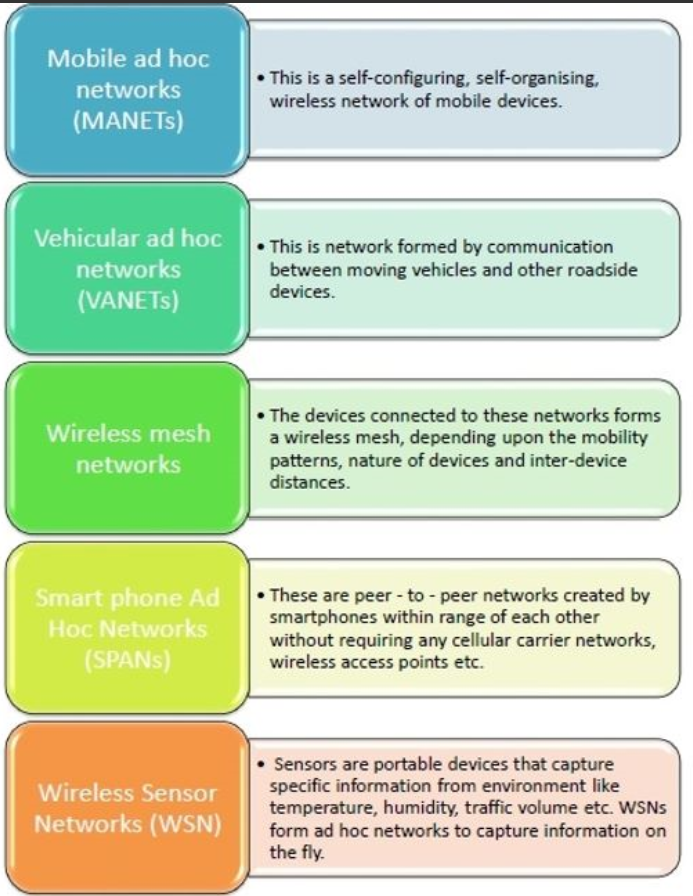 Mobile ad hoc
networks
(MANETs)
• This is a self-configuring, self-organising,
wireless network of mobile devices.
Vehicular ad hoc
networks
(VANETs)
• This is network formed by communication
between moving vehicles and other roadside
devices.
Wireless mesh
networks
• The devices connected to these networks forms
a wireless mesh, depending upon the mobility
patterns, nature of devices and inter-device
distances.
Smart phone Ad
Hoc Networks
(SPANs)
• These are peer - to - peer networks created by
smartphones within range of each other
without requiring any cellular carrier networks,
wireless access points etc.
Wireless Sensor
Networks (WSN)
• Sensors are portable devices that capture
specific information from environment like
temperature, humidity, traffic volume etc. WSNs
form ad hoc networks to capture information on
the fly.